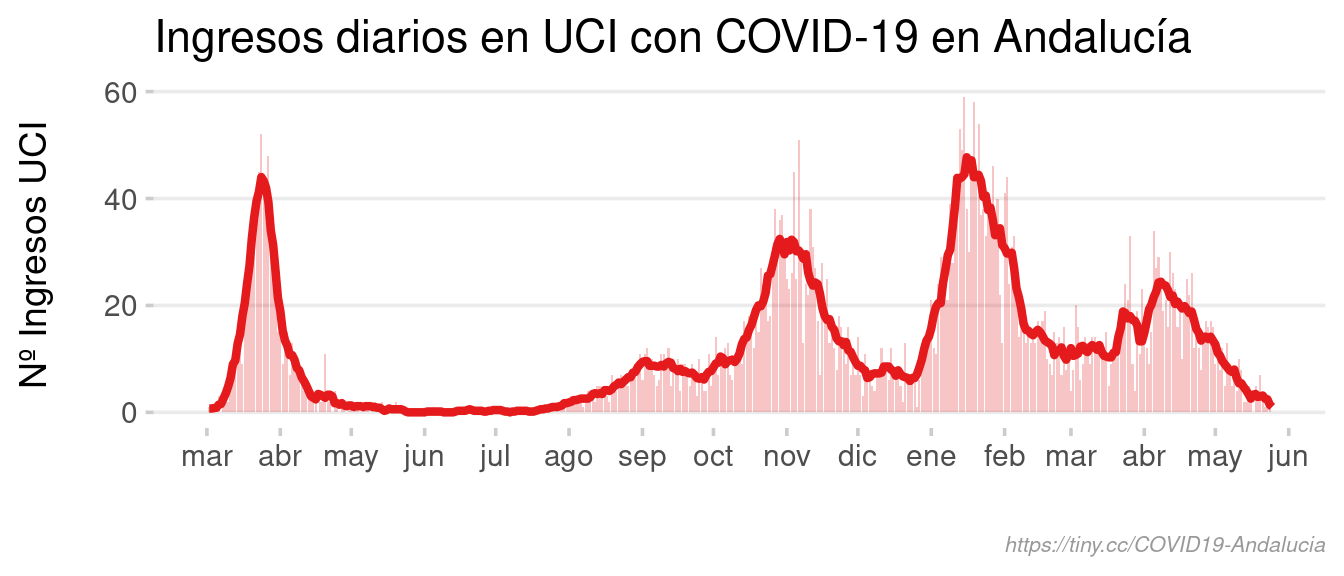 Ingresos diarios en UCI con COVID-19 en Andalucía
Nº Ingresos UCI
60
40
20
0
mar abr may jun jul ago sep oct nov dic ene feb mar abr may jun
https://tiny.cc/COVID19-Andalucia